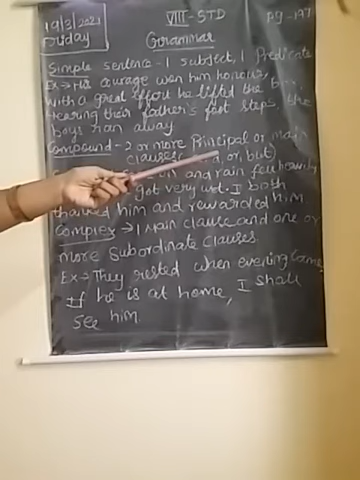 19/3/2021 VIII-STD Pg-197
Friday Grammar
Simple sentence - 1 subject, 1 Predicate
Ex→ His courage won him honour,
with a great effort he lifted the b
Hearing their father's foot steps, the
boys ran away
Compound - 2 or more Principal or main
clauses( or, but)
and rain fell heavily
got very wet. I both
thanked him and rewarded him.
Complex → 1 Main clause and one or
more subordinate clauses
Ex→ They rested when evening came
If he is at home, I shall
see him.